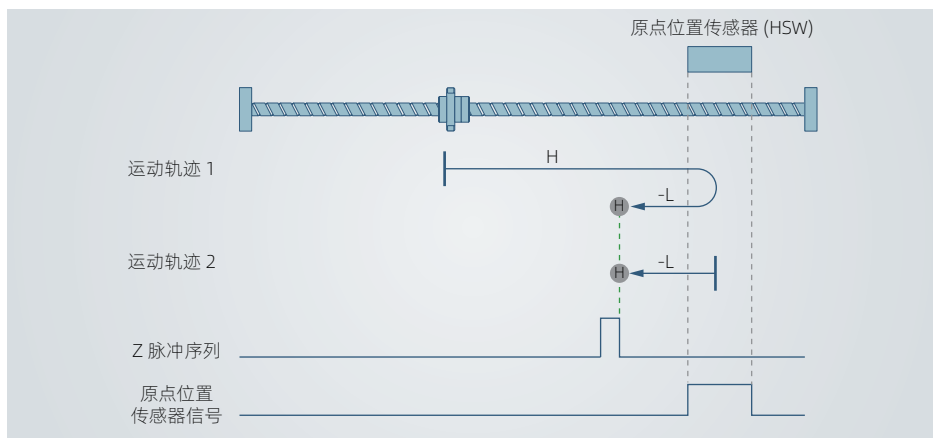 原点位置传感器 (HSW)
运动轨迹 1
H
-L
H
运动轨迹 2
-L
H
Z 脉冲序列
原点位置
传感器信号